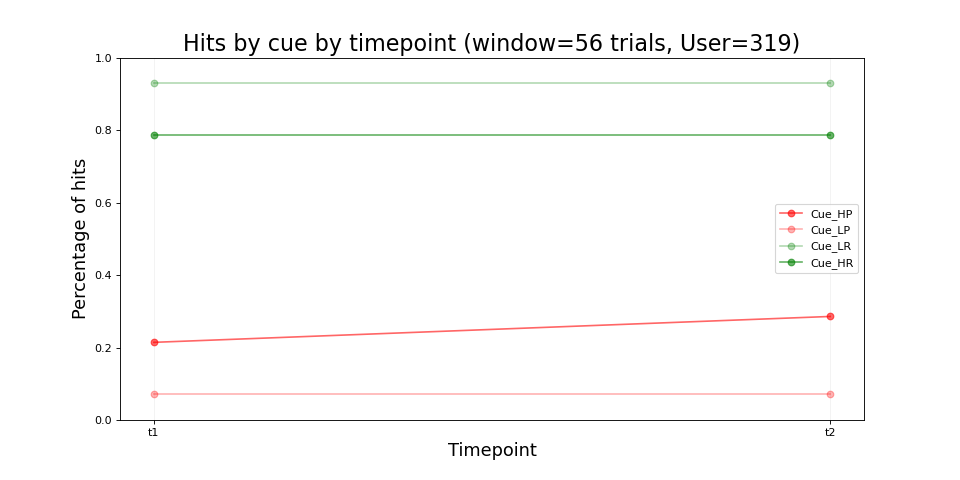 Hits by cue by timepoint (window=56 trials, User=319)
Percentage of hits
1.0
0.8
0.6
0.4
0.2
0.0
Cue_HP
Cue_LP
Cue_LR
Cue_HR
t1
t2
Timepoint